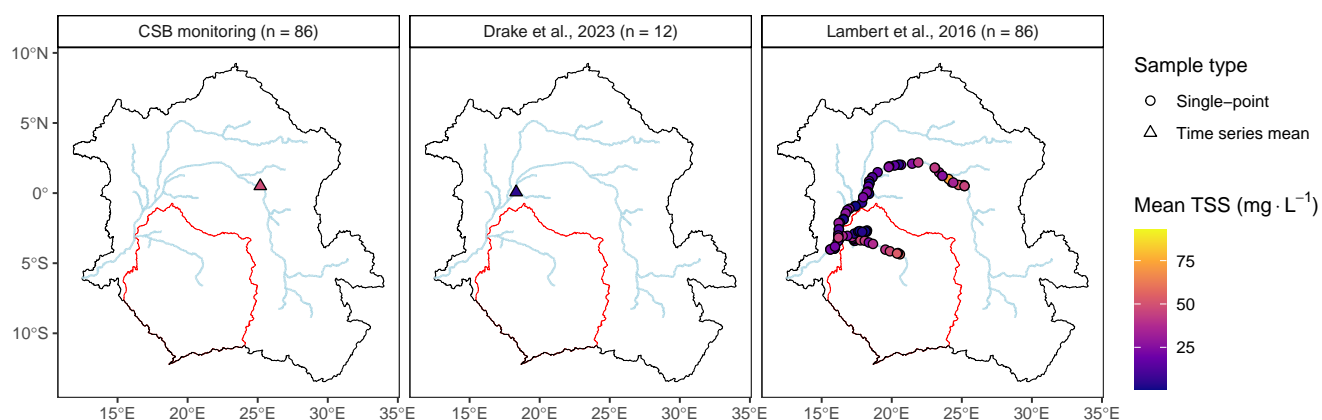 CSB monitoring (n = 86)
Drake et al., 2023 (n = 12)
Lambert et al., 2016 (n = 86)
10°N
5°N
0°
5°S
10°S
15°E
20°E
25°E
30°E
35°E
15°E
20°E
25°E
30°E
35°E
15°E
20°E
25°E
30°E
35°E
Sample type
Single−point
Time series mean
Mean TSS (mg · L⁻¹)
75
50
25